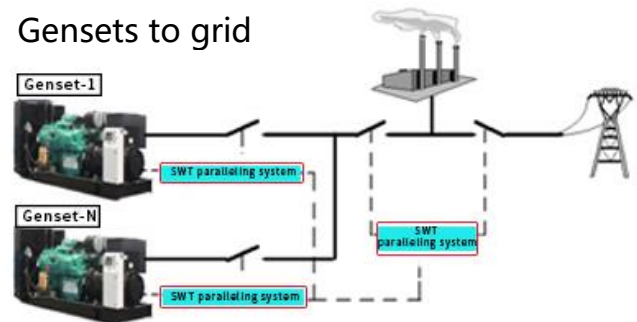 Gensets to grid
Genset-1
SWT paralleling system
Genset-N
SWT
paralleling system
SWT paralleling system